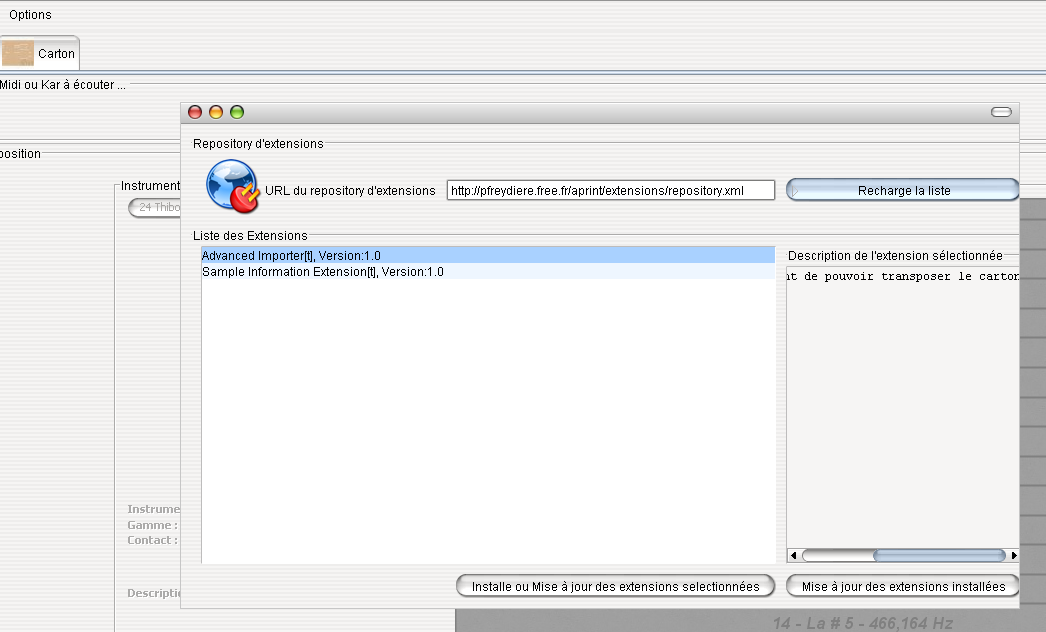 Options
Carton
Midi ou Kar à écouter ...
position
Instrument
24 Thibo
Repository d'extensions
URL du repository d'extensions
http://pfreydiere.free.fr/aprint/extensions/repository.xml
Recharge la liste
Liste des Extensions
Advanced Importer[t], Version:1.0
Sample Information Extension[t], Version:1.0
Description de l'extension sélectionnée
nt de pouvoir transposer le carton
Instrume
Gamme :
Contact :
Descripti
Installe ou Mise à jour des extensions selectionnées
Mise à jour des extensions installées
14 - La # 5 - 466,164 Hz